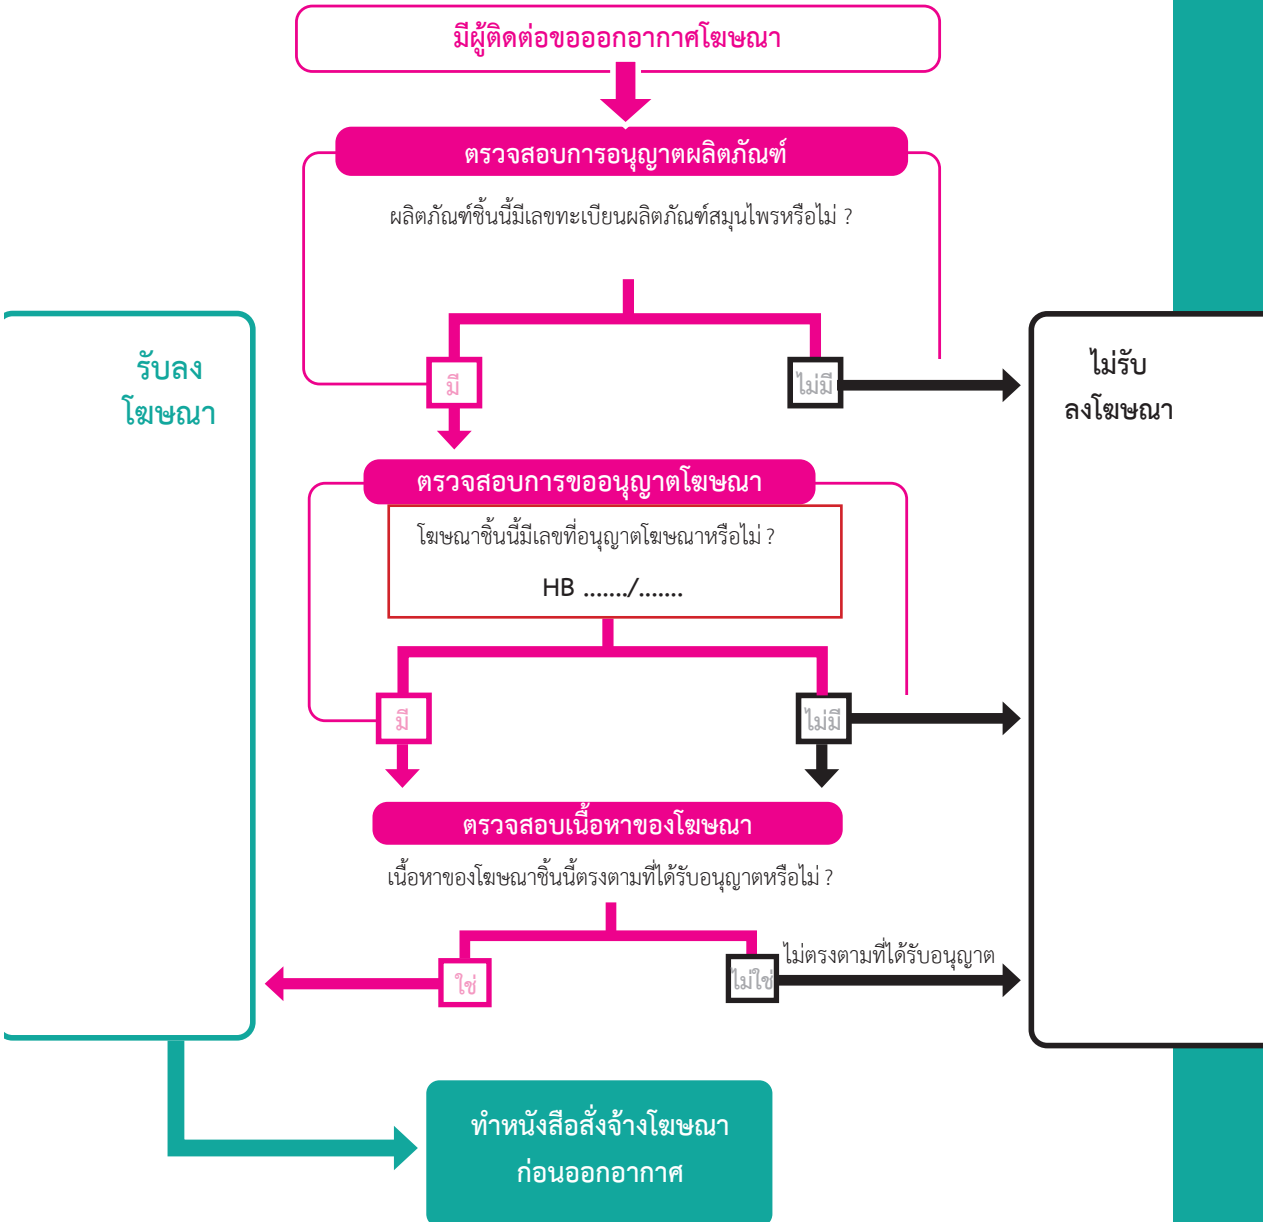 มีผู้ติดต่อขอออกอากาศโฆษณา
ตรวจสอบการอนุญาตผลิตภัณฑ์
ผลิตภัณฑ์ชิ้นนี้มีเลขทะเบียนผลิตภัณฑ์สมุนไพรหรือไม่ ?
รับลง
โฆษณา
มี
ไม่มี
ไม่รับ
ลงโฆษณา
ตรวจสอบการขออนุญาตโฆษณา
โฆษณาชิ้นนี้มีเลขที่อนุญาตโฆษณาหรือไม่ ?
HB ......./.......
มี
ไม่มี
ตรวจสอบเนื้อหาของโฆษณา
เนื้อหาของโฆษณาชิ้นนี้ตรงตามที่ได้รับอนุญาตหรือไม่ ?
ใช่
ไม่ใช่
ไม่ตรงตามที่ได้รับอนุญาต
ทำหนังสือสั่งจ้างโฆษณา
ก่อนออกอากาศ